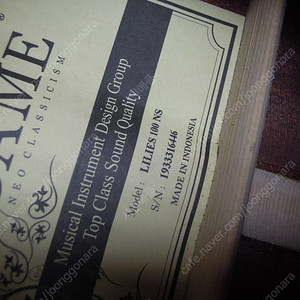 AME
NEO CLASSICISM
Musical Instrument Design Group
Top Class Sound Quality
Model : LILIES 100 NS
S/N : 1933316446
MADE IN INDONESIA
cafe.naver.com/joonggonara